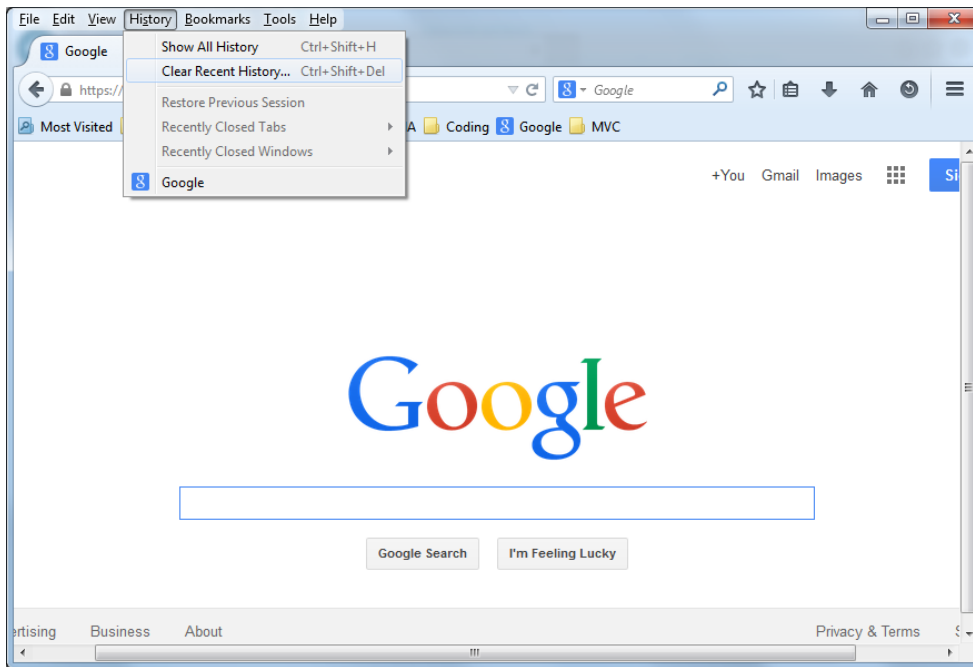 File Edit View History Bookmarks Tools Help
Google
Show All History Ctrl+Shift+H
Clear Recent History... Ctrl+Shift+Del
https://
Google
Restore Previous Session
Most Visited
Recently Closed Tabs
A Coding Google MVC
Recently Closed Windows
Google
+You Gmail Images
Google
Google Search I'm Feeling Lucky
Business About Privacy & Terms